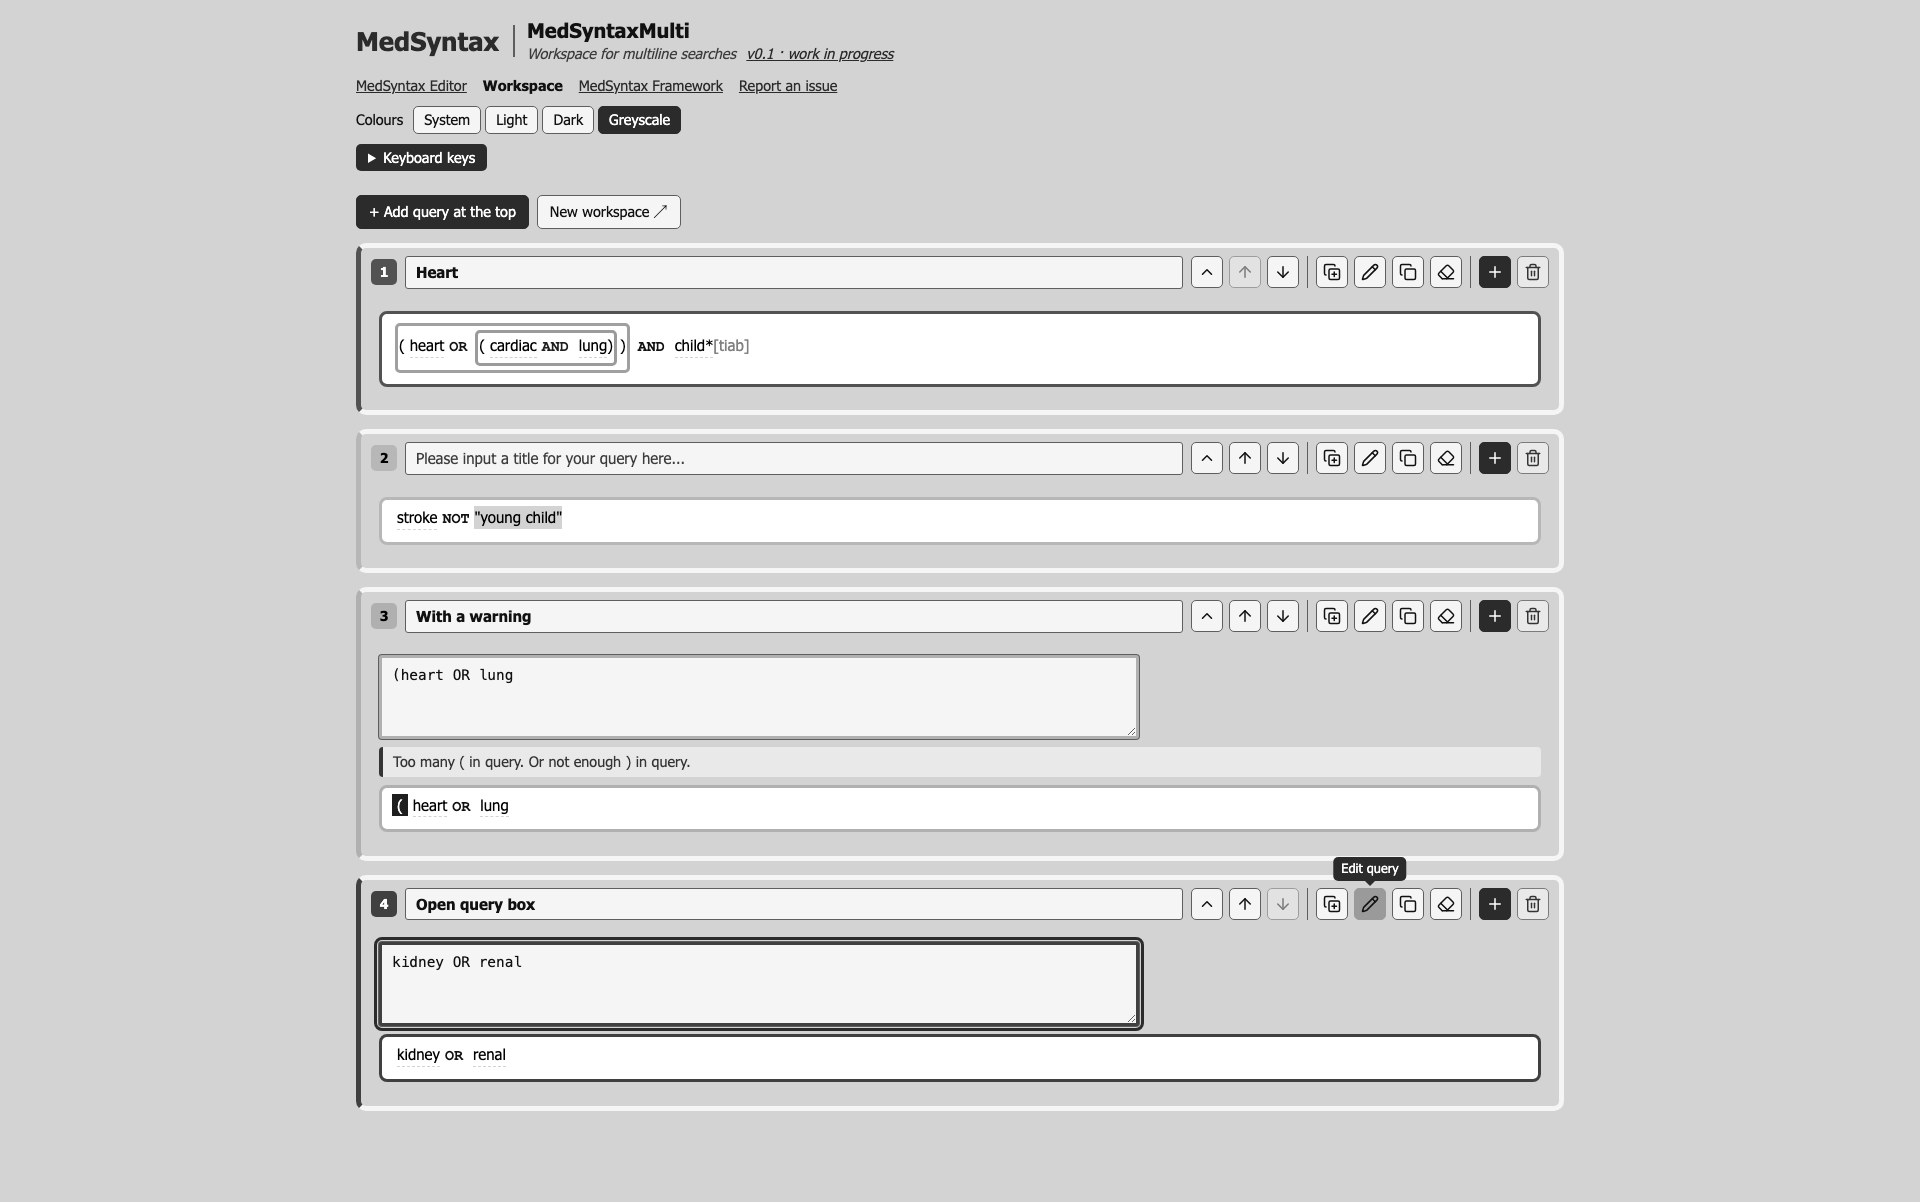 MedSyntax
MedSyntaxMulti
Workspace for multiline searches v0.1 · work in progress
MedSyntax Editor Workspace MedSyntax Framework Report an issue
Colours System Light Dark Greyscale
▶ Keyboard keys
+ Add query at the top New workspace ↗
1 Heart
( heart OR ( cardiac AND lung) ) AND child*[tiab]
2 Please input a title for your query here...
stroke NOT "young child"
3 With a warning
(heart OR lung
Too many ( in query. Or not enough ) in query.
( heart OR lung
Edit query
4 Open query box
kidney OR renal
kidney OR renal